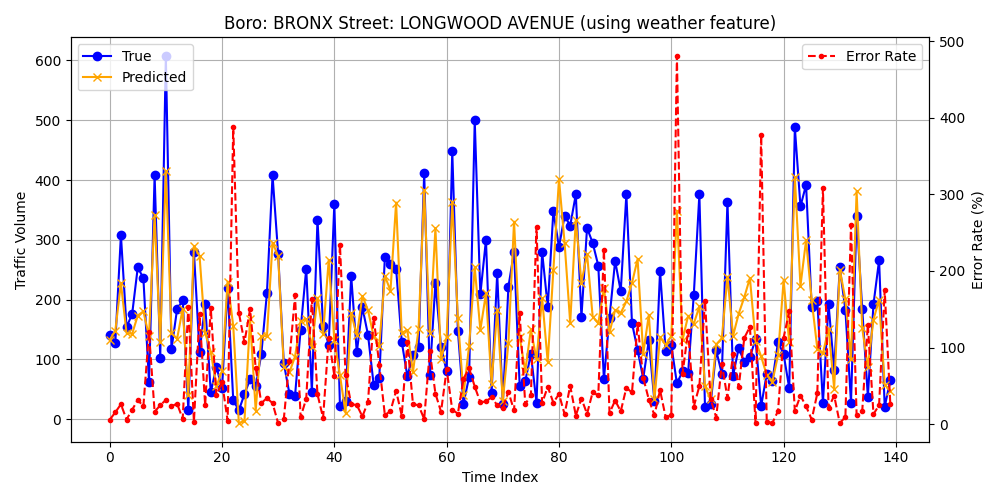 Boro: BRONX Street: LONGWOOD AVENUE (using weather feature)
True
Predicted
Error Rate
Traffic Volume
600
500
400
300
200
100
0
500
400
300
200
100
0
Error Rate (%)
0 20 40 60 80 100 120 140
Time Index